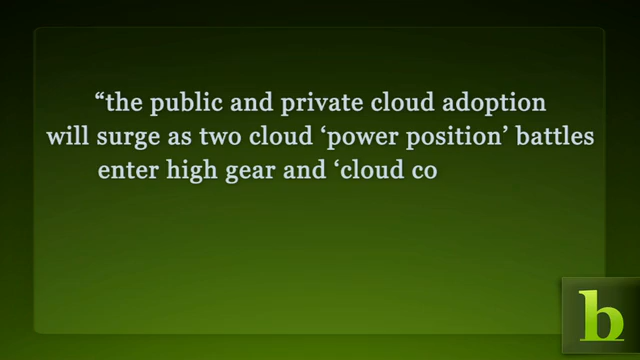 “the public and private cloud adoption
will surge as two cloud ‘power position’ battles
enter high gear and ‘cloud co
b